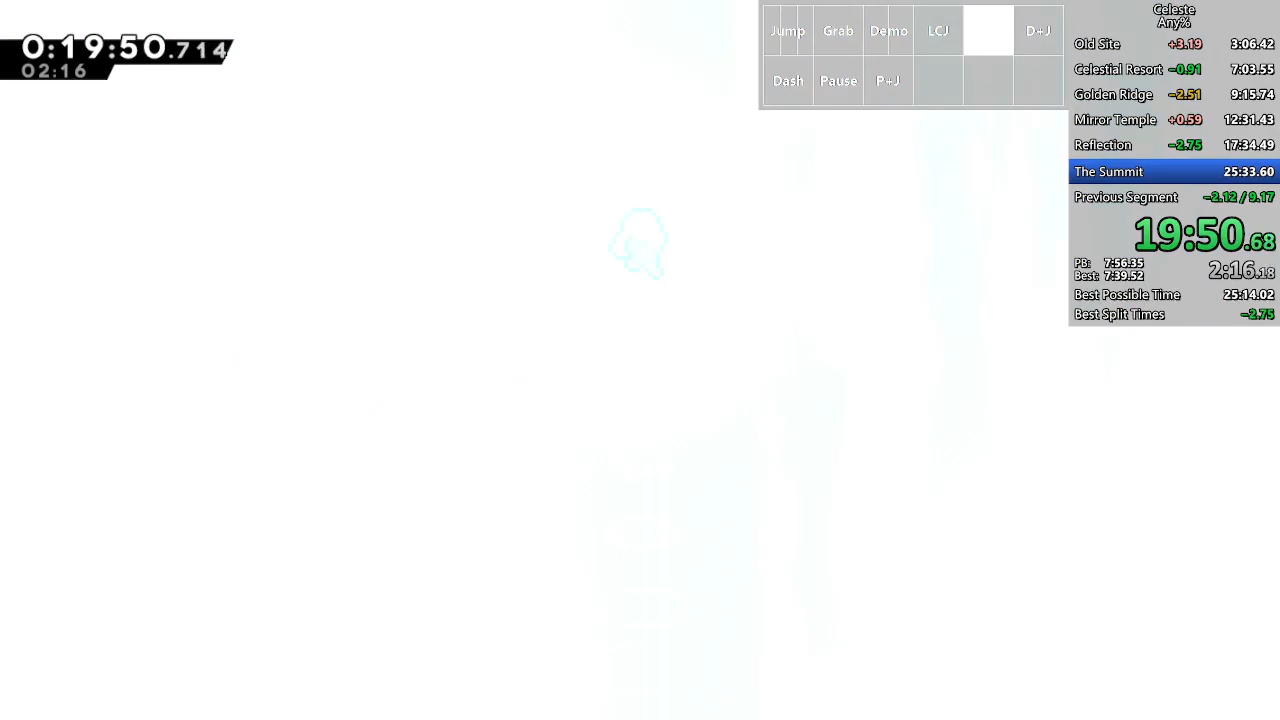 0:19:50.714
02:16
Jump Grab Demo LCJ D+J
Dash Pause P+J
Celeste
Any%
Old Site +3.19 3:06.42
Celestial Resort -0.91 7:03.55
Golden Ridge -2.51 9:15.74
Mirror Temple +0.59 12:31.43
Reflection -2.75 17:34.49
The Summit 25:33.60
Previous Segment -2.12 / 9.17
19:50.68
PB: 7:56.35
Best: 7:39.52
2:16.18
Best Possible Time 25:14.02
Best Split Times -2.75